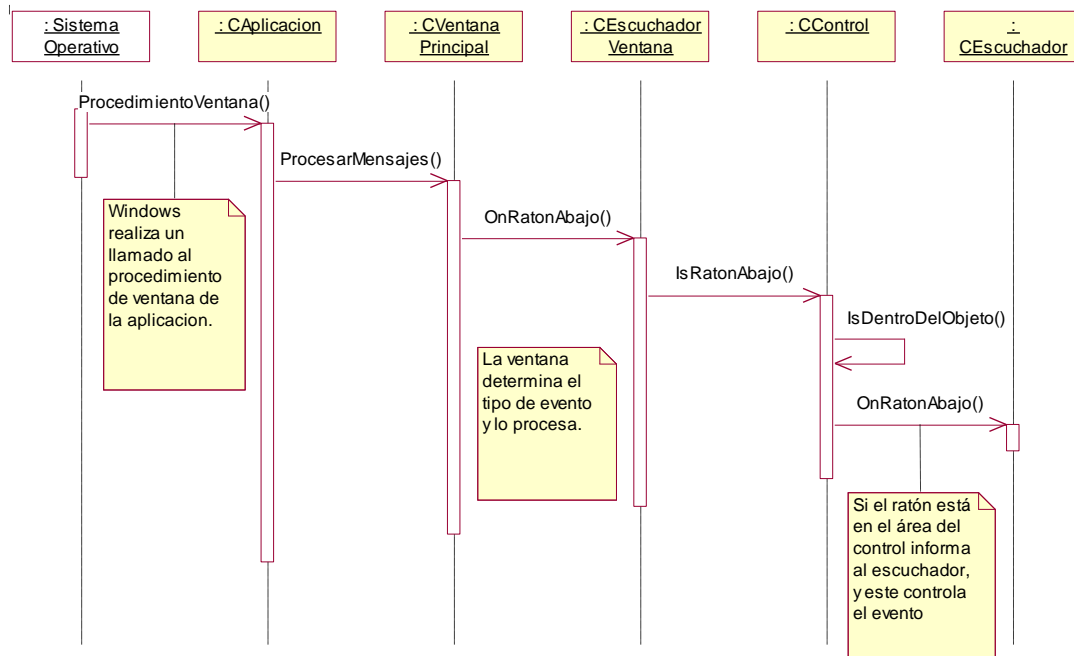 : Sistema
Operativo
: CAplicacion
: CVentana
Principal
: CEscuchador
Ventana
: CControl
:
CEscuchador
ProcedimientoVentana()
ProcesarMensajes()
OnRatonAbajo()
IsRatonAbajo()
IsDentroDelObjeto()
OnRatonAbajo()
Windows
realiza un
llamado al
procedimiento
de ventana de
la aplicacion.
La ventana
determina el
tipo de evento
y lo procesa.
Si el ratón está
en el área del
control informa
al escuchador,
y este controla
el evento